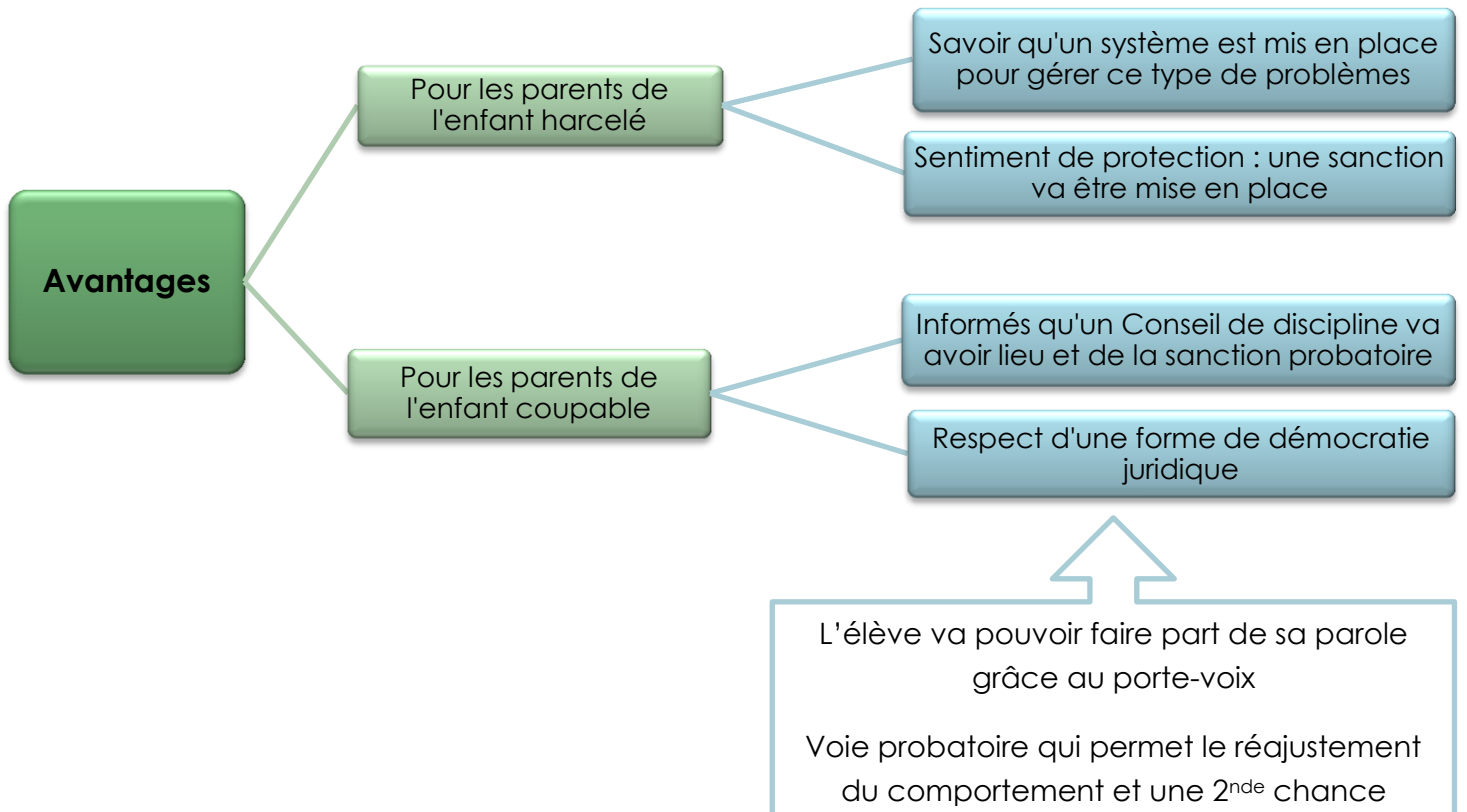 Avantages
Pour les parents de
l'enfant harcelé
Savoir qu'un système est mis en place
pour gérer ce type de problèmes
Sentiment de protection : une sanction
va être mise en place
Pour les parents de
l'enfant coupable
Informés qu'un Conseil de discipline va
avoir lieu et de la sanction probatoire
Respect d'une forme de démocratie
juridique
L’élève va pouvoir faire part de sa parole
grâce au porte-voix
Voie probatoire qui permet le réajustement
du comportement et une 2nde chance